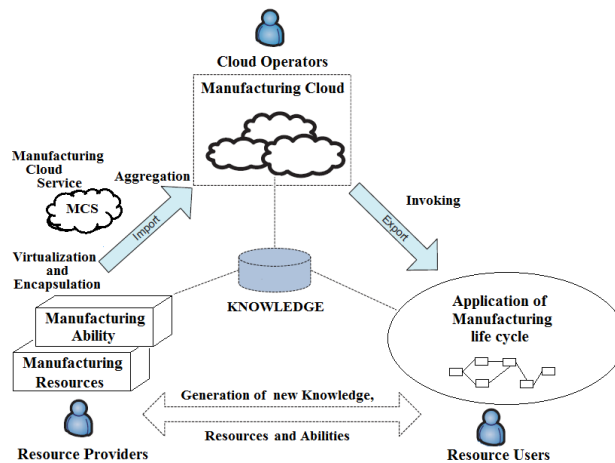 Cloud Operators
Manufacturing Cloud
Manufacturing
Cloud
Service
MCS
Aggregation
Import
Virtualization
and
Encapsulation
Invoking
Export
KNOWLEDGE
Manufacturing
Ability
Manufacturing
Resources
Application of
Manufacturing
life cycle
Generation of new Knowledge,
Resources and Abilities
Resource Providers
Resource Users